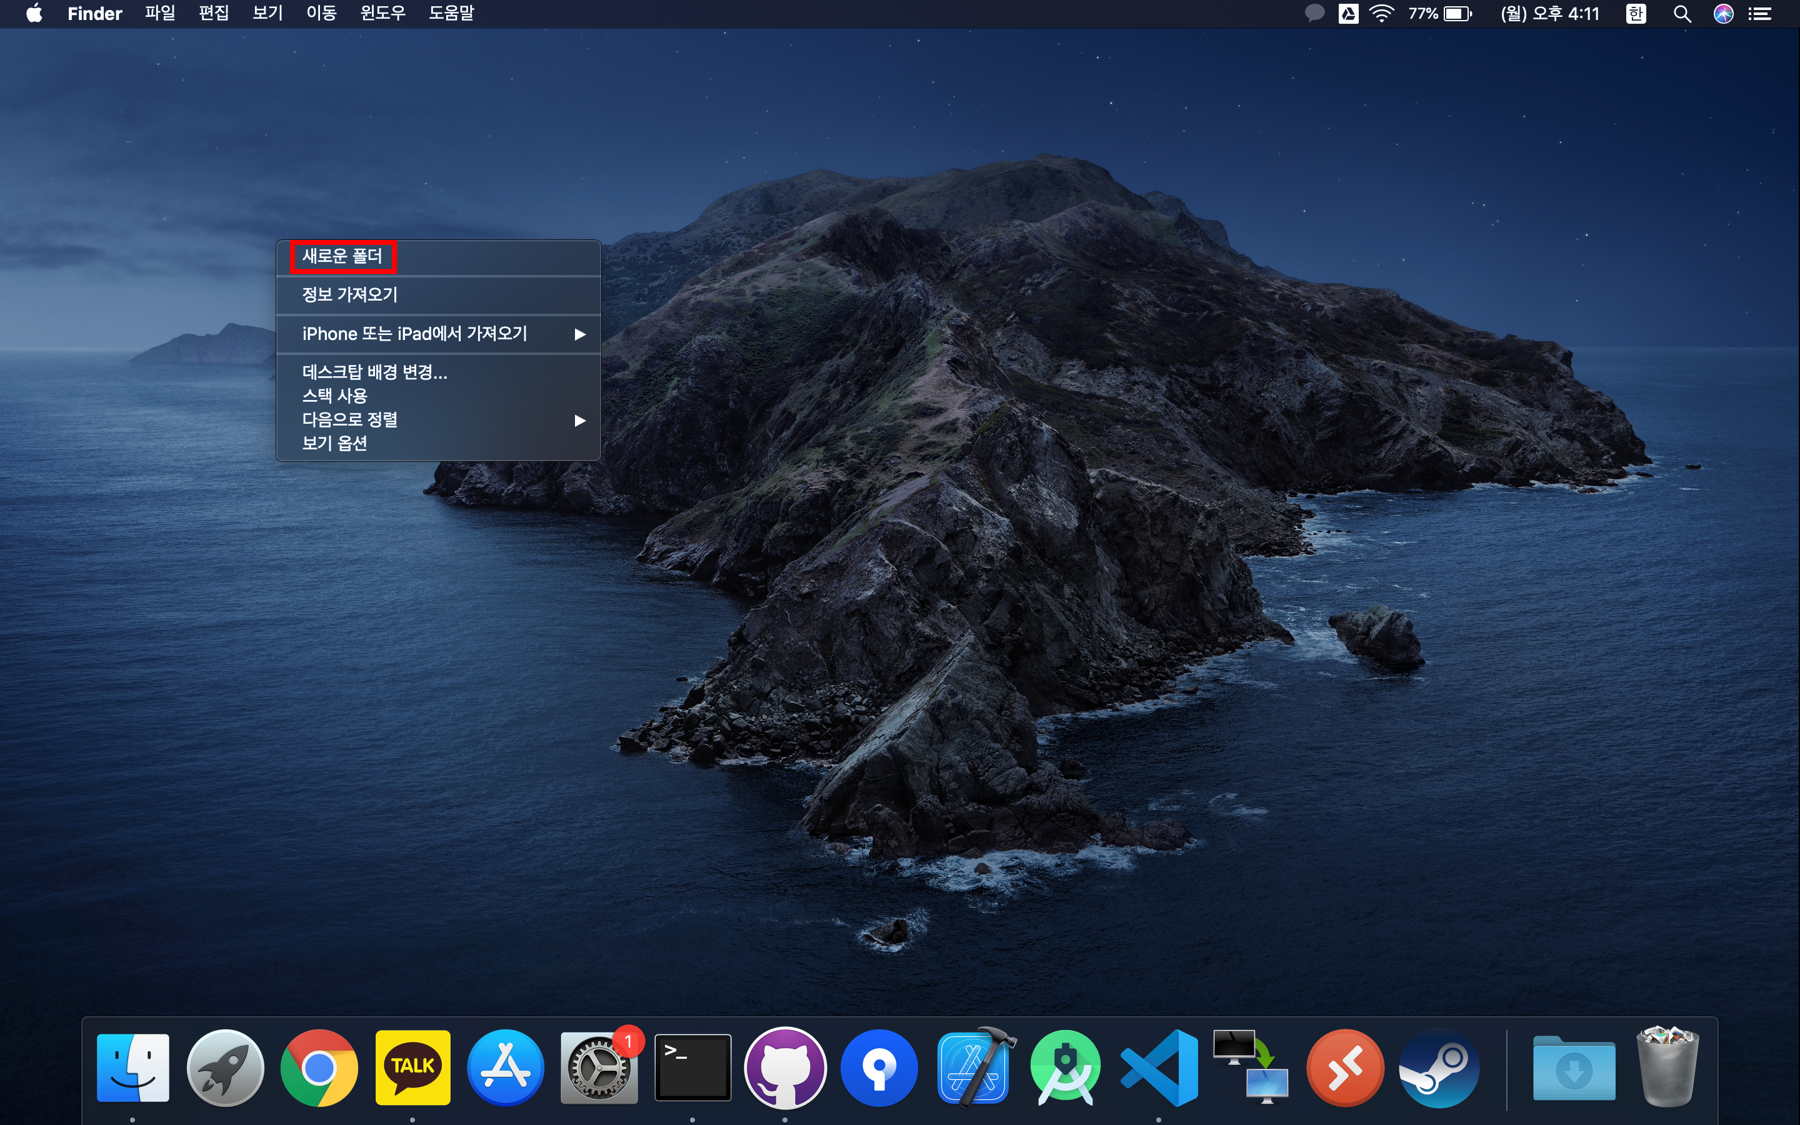 Finder 파일 편집 보기 이동 윈도우 도움말 77% (월) 오후 4:11 한
새로운 폴더
정보 가져오기
iPhone 또는 iPad에서 가져오기
데스크탑 배경 변경...
스택 사용
다음으로 정렬
보기 옵션
TALK
1
>_